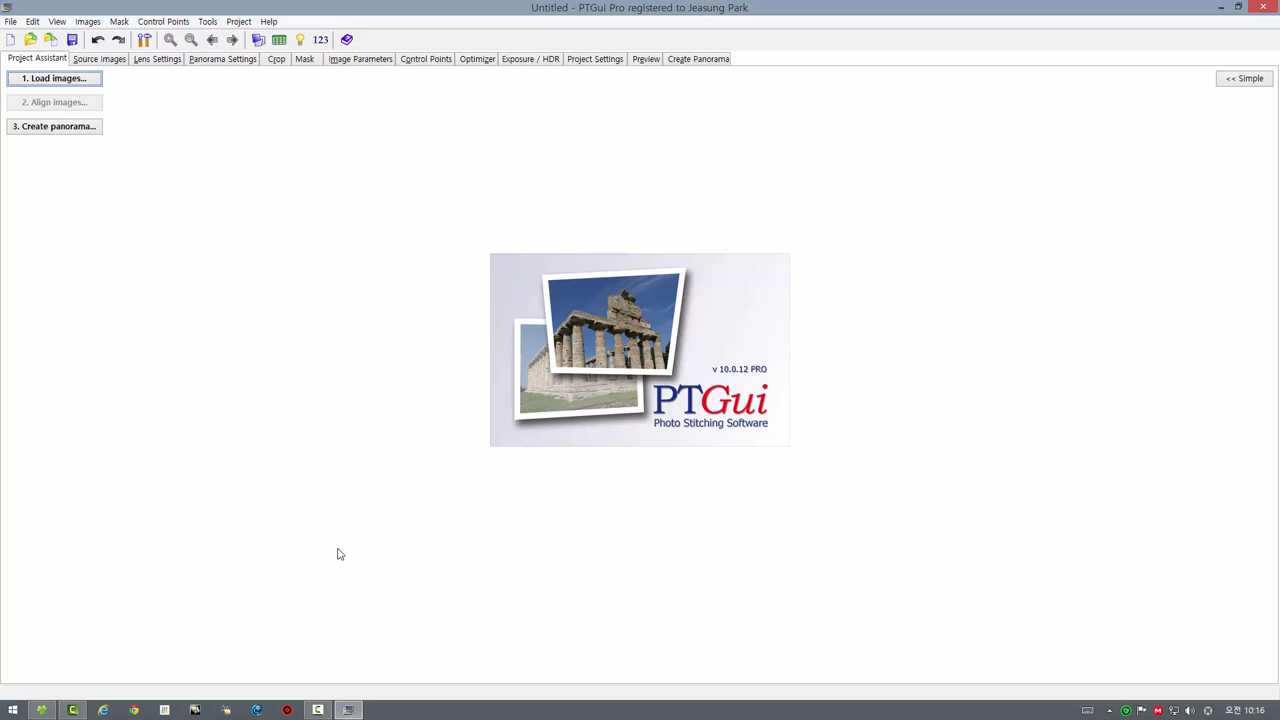 Untitled - PTGui Pro registered to Jeasung Park
File Edit View Images Mask Control Points Tools Project Help
123
Project Assistant Source Images Lens Settings Panorama Settings Crop Mask Image Parameters Control Points Optimizer Exposure / HDR Project Settings Preview Create Panorama
1. Load images...
<< Simple
2. Align images...
3. Create panorama...
v 10.0.12 PRO
PTGui
Photo Stitching Software
오전 10:16